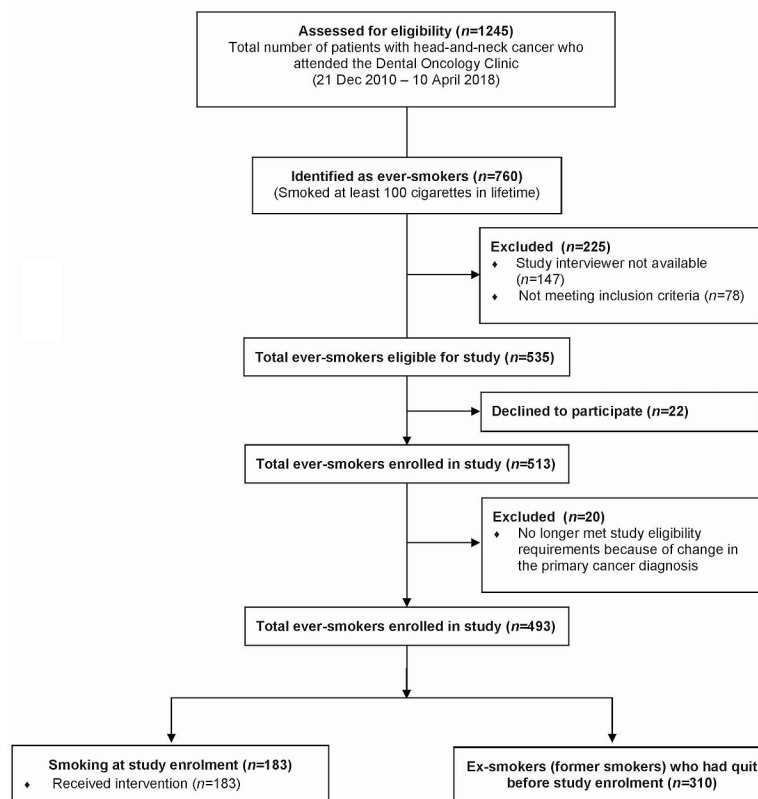 Assessed for eligibility (n=1245)
Total number of patients with head-and-neck cancer who
attended the Dental Oncology Clinic
(21 Dec 2010 – 10 April 2018)
Identified as ever-smokers (n=760)
(Smoked at least 100 cigarettes in lifetime)
Excluded (n=225)
♦ Study interviewer not available
(n=147)
♦ Not meeting inclusion criteria (n=78)
Total ever-smokers eligible for study (n=535)
Declined to participate (n=22)
Total ever-smokers enrolled in study (n=513)
Excluded (n=20)
♦ No longer met study eligibility
requirements because of change in
the primary cancer diagnosis
Total ever-smokers enrolled in study (n=493)
Smoking at study enrolment (n=183)
♦ Received intervention (n=183)
Ex-smokers (former smokers) who had quit
before study enrolment (n=310)